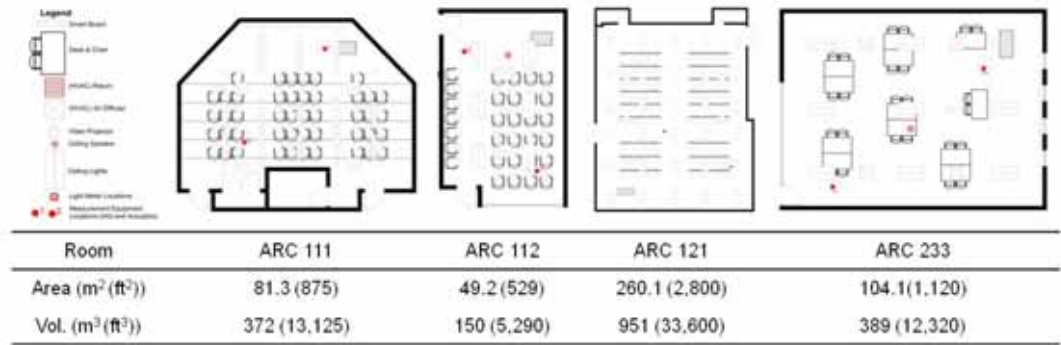 Legend
Smart Board
Desk & Chair
(HVAC) Return
(HVAC) Air Diffuser
Video Projector
Ceiling Speaker
Ceiling Lights
Light Meter Locations
Measurement Equipment
Locations (IAQ and Acoustics)
Room ARC 111 ARC 112 ARC 121 ARC 233
Area (m²(ft²)) 81.3 (875) 49.2 (529) 260.1 (2,800) 104.1(1,120)
Vol. (m³(ft³)) 372 (13,125) 150 (5,290) 951 (33,600) 389 (12,320)